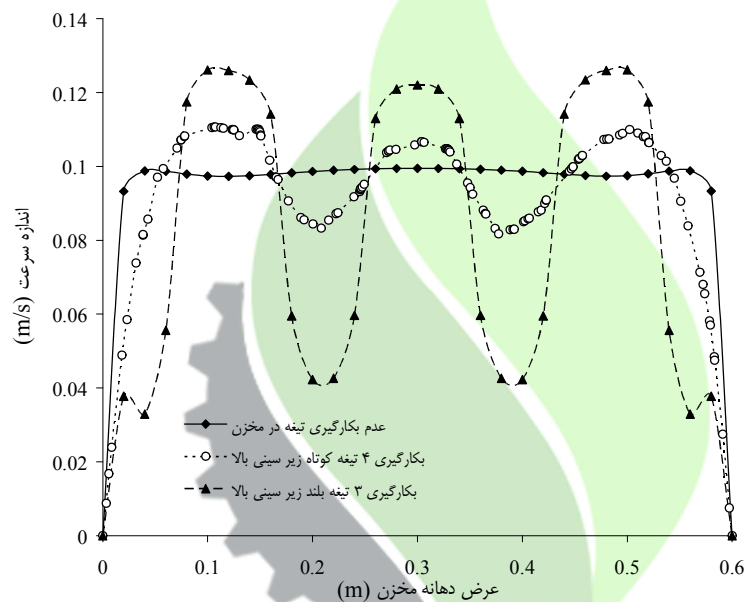 0.14
0.12
0.1
0.08
0.06
0.04
0.02
0
اندازه سرعت (m/s)
عدم بکارگیری تیغه در مخزن
بکارگیری ۴ تیغه کوتاه زیر سینی بالا
بکارگیری ۳ تیغه بلند زیر سینی بالا
0 0.1 0.2 0.3 0.4 0.5 0.6
عرض دهانه مخزن (m)